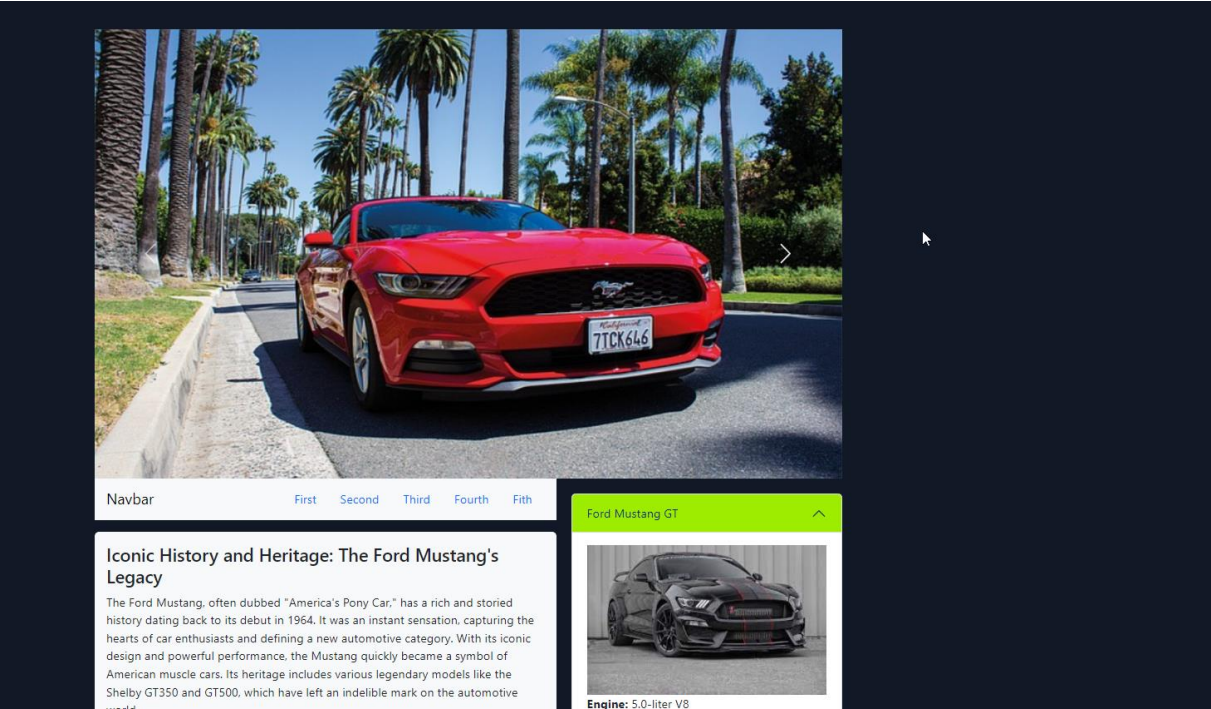 California
7TCK646
Navbar
First Second Third Fourth Fith
Ford Mustang GT
Iconic History and Heritage: The Ford Mustang's
Legacy
The Ford Mustang, often dubbed "America's Pony Car," has a rich and storied
history dating back to its debut in 1964. It was an instant sensation, capturing the
hearts of car enthusiasts and defining a new automotive category. With its iconic
design and powerful performance, the Mustang quickly became a symbol of
American muscle cars. Its heritage includes various legendary models like the
Shelby GT350 and GT500, which have left an indelible mark on the automotive
world.
Engine: 5.0-liter V8